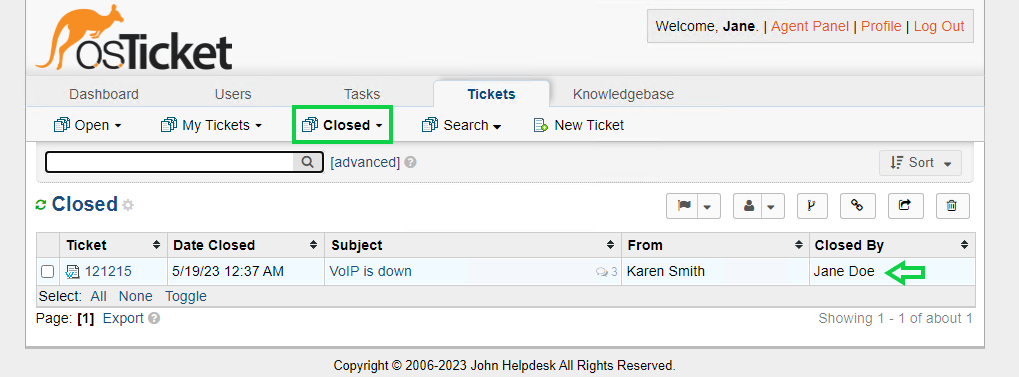 osTicket
Welcome, Jane. | Agent Panel | Profile | Log Out
Dashboard Users Tasks Tickets Knowledgebase
Open My Tickets Closed Search New Ticket
[advanced] ? Sort
Closed
Ticket Date Closed Subject From Closed By
121215 5/19/23 12:37 AM VoIP is down 3 Karen Smith Jane Doe
Select: All None Toggle
Page: [1] Export ? Showing 1 - 1 of about 1
Copyright © 2006-2023 John Helpdesk All Rights Reserved.